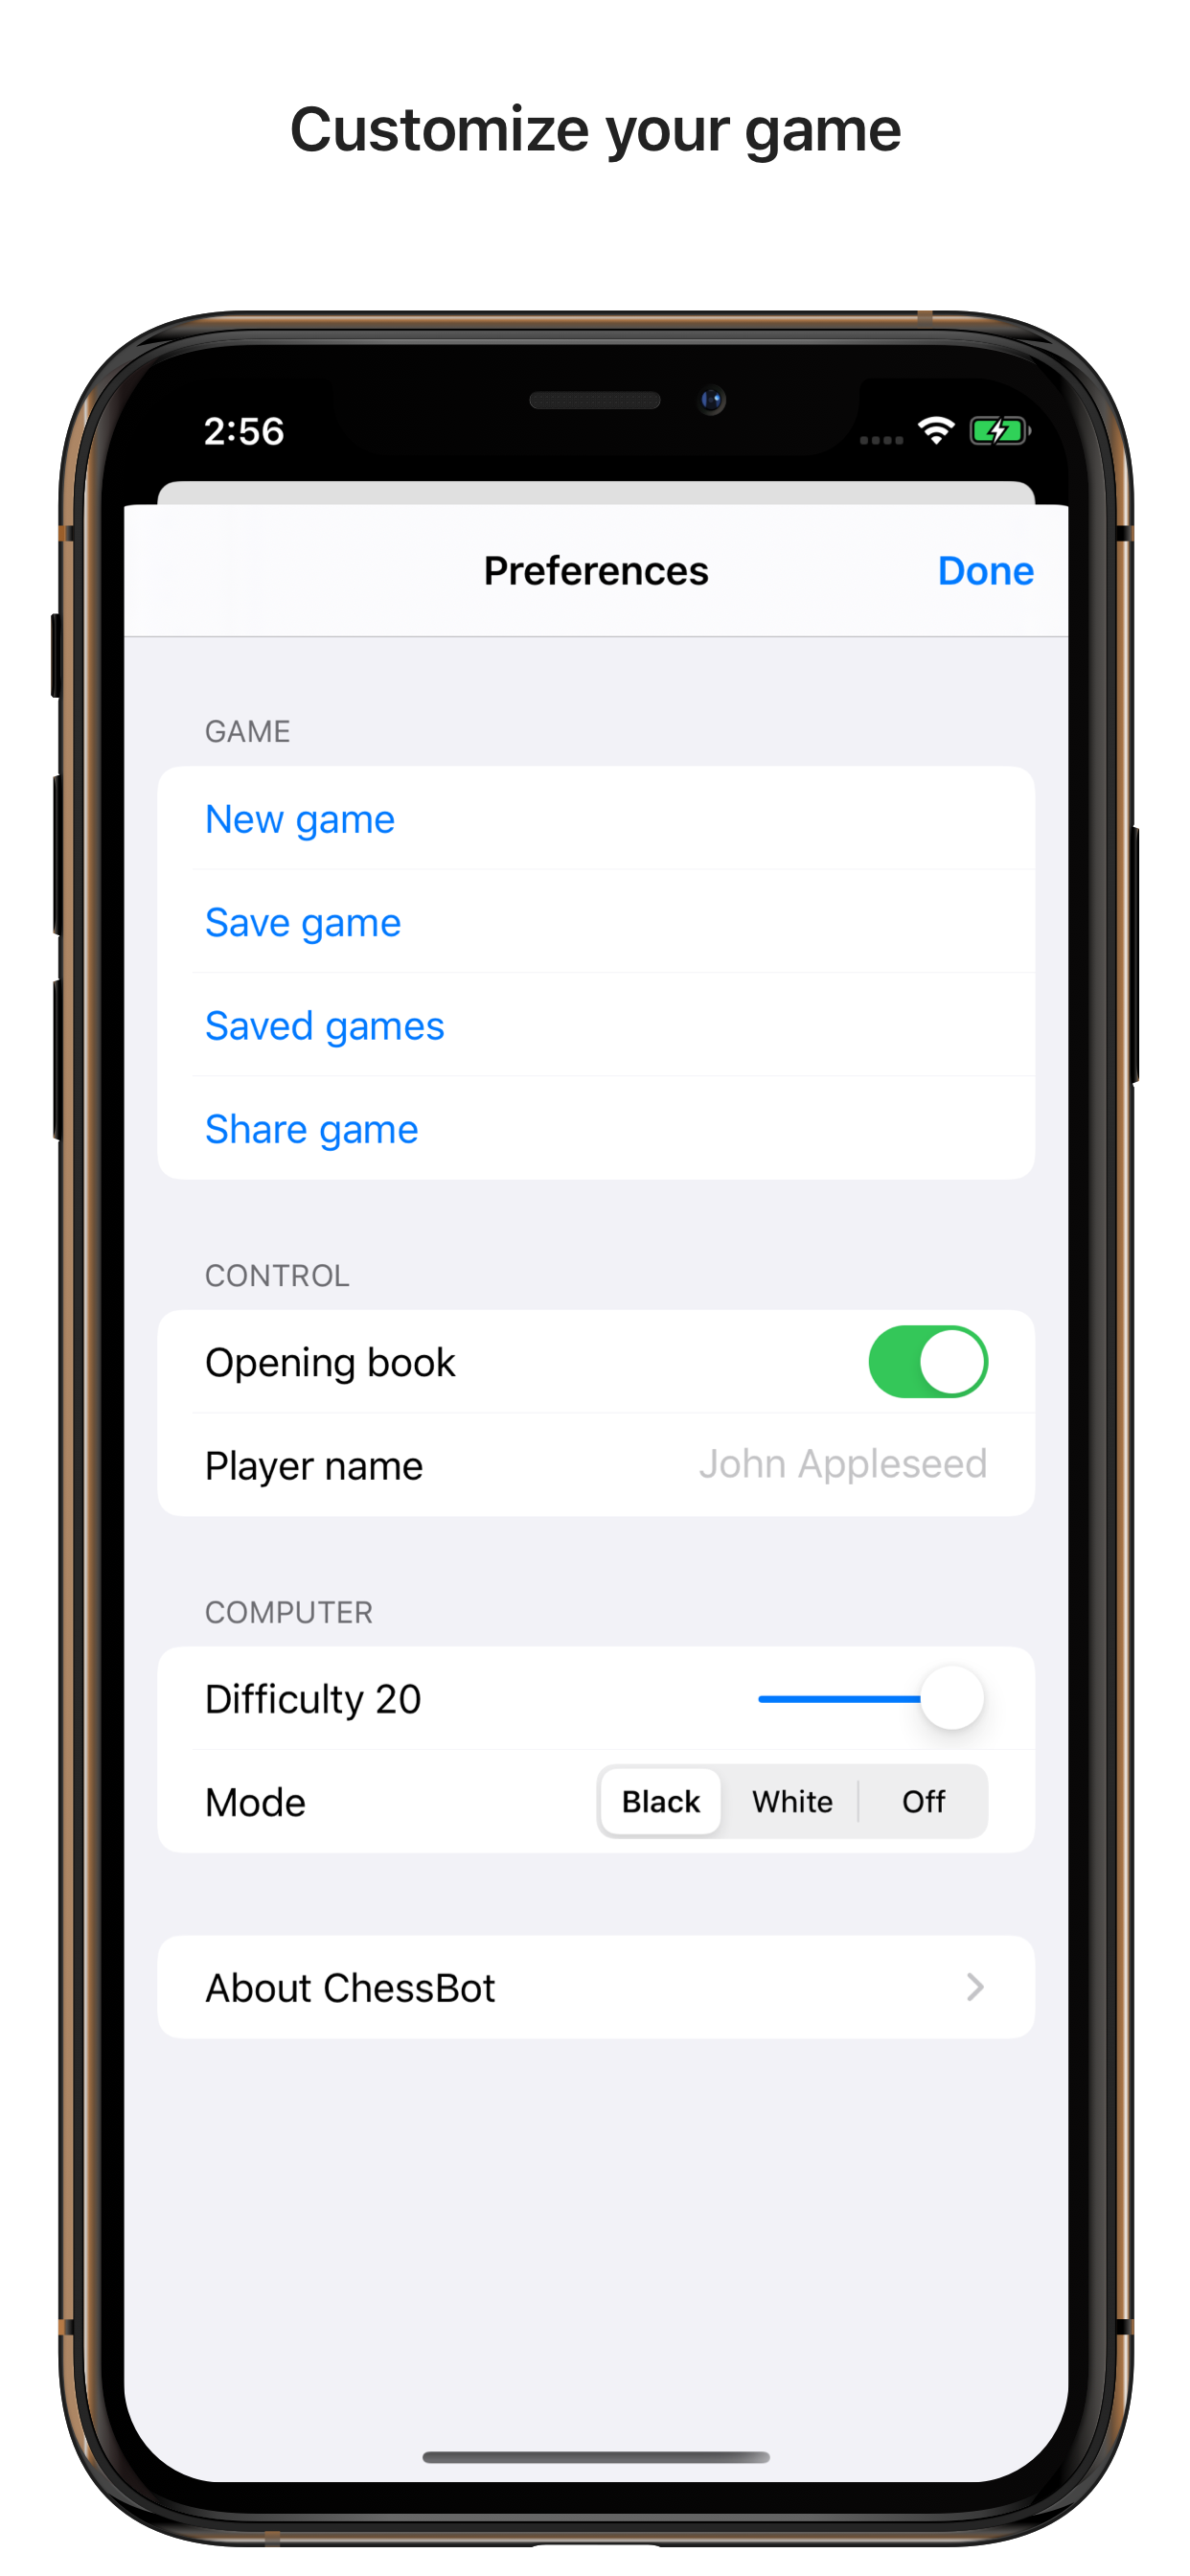 Customize your game
2:56
Preferences
Done
GAME
New game
Save game
Saved games
Share game
CONTROL
Opening book
Player name
John Appleseed
COMPUTER
Difficulty 20
Mode
Black White Off
About ChessBot